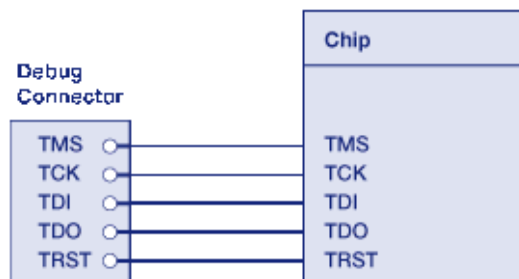 Chip
Debug
Connector
TMS
TCK
TDI
TDO
TRST
TMS
TCK
TDI
TDO
TRST